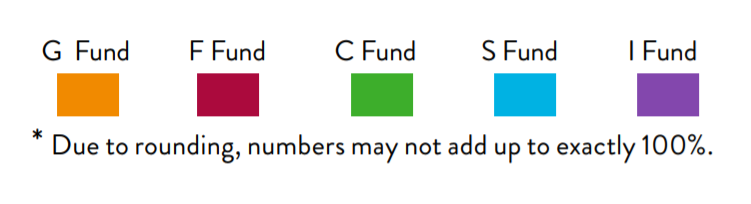 G Fund F Fund C Fund S Fund I Fund
* Due to rounding, numbers may not add up to exactly 100%.